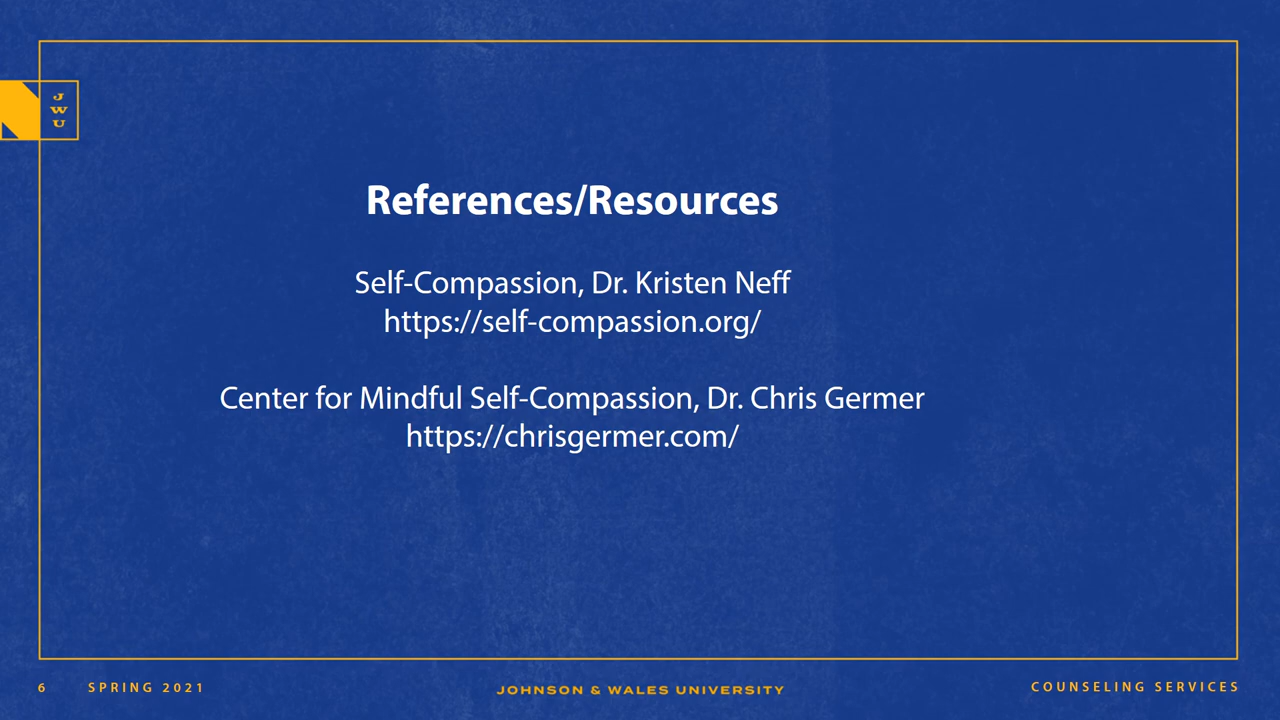 J
W
U
References/Resources
Self-Compassion, Dr. Kristen Neff
https://self-compassion.org/
Center for Mindful Self-Compassion, Dr. Chris Germer
https://chrisgermer.com/
6 SPRING 2021
JOHNSON & WALES UNIVERSITY
COUNSELING SERVICES